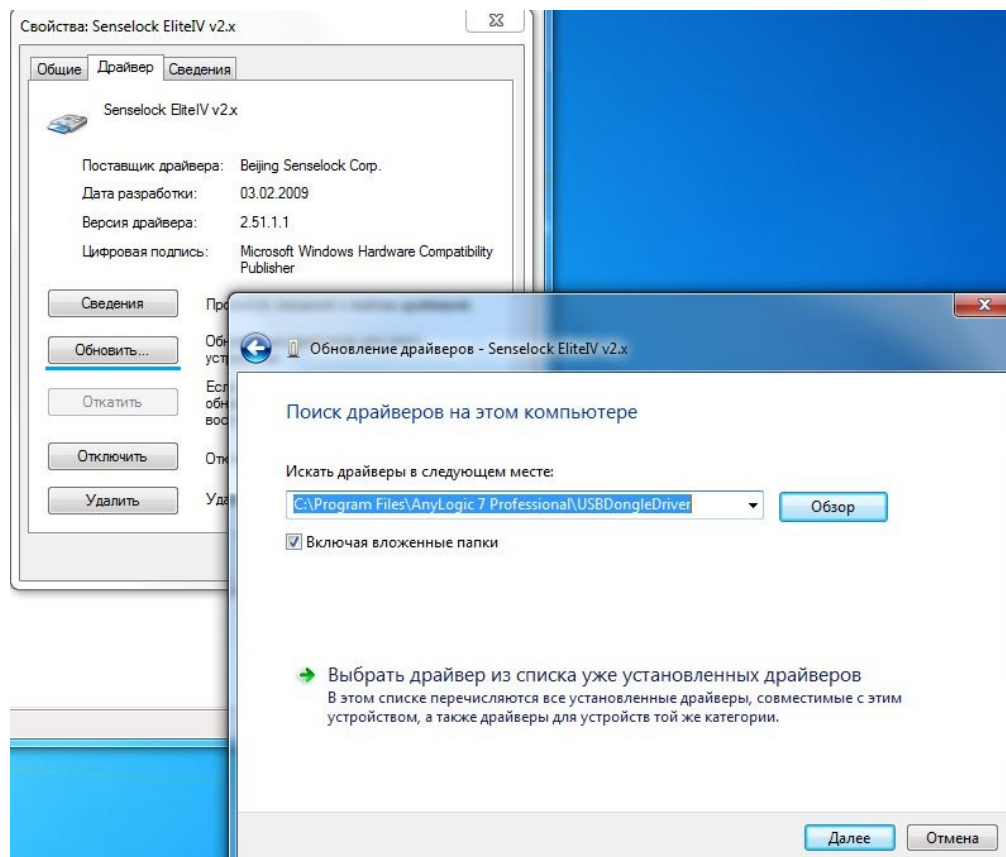 Свойства: Senselock EliteIV v2.x
Общие Драйвер Сведения
Senselock EliteIV v2.x
Поставщик драйвера: Beijing Senselock Corp.
Дата разработки: 03.02.2009
Версия драйвера: 2.51.1.1
Цифровая подпись: Microsoft Windows Hardware Compatibility
Publisher
Сведения
Обновить...
Откатить
Отключить
Удалить
Обновление драйверов - Senselock EliteIV v2.x
Поиск драйверов на этом компьютере
Искать драйверы в следующем месте:
C:\Program Files\AnyLogic 7 Professional\USBDongleDriver
Обзор
Включая вложенные папки
Выбрать драйвер из списка уже установленных драйверов
В этом списке перечисляются все установленные драйверы, совместимые с этим
устройством, а также драйверы для устройств той же категории.
Далее Отмена